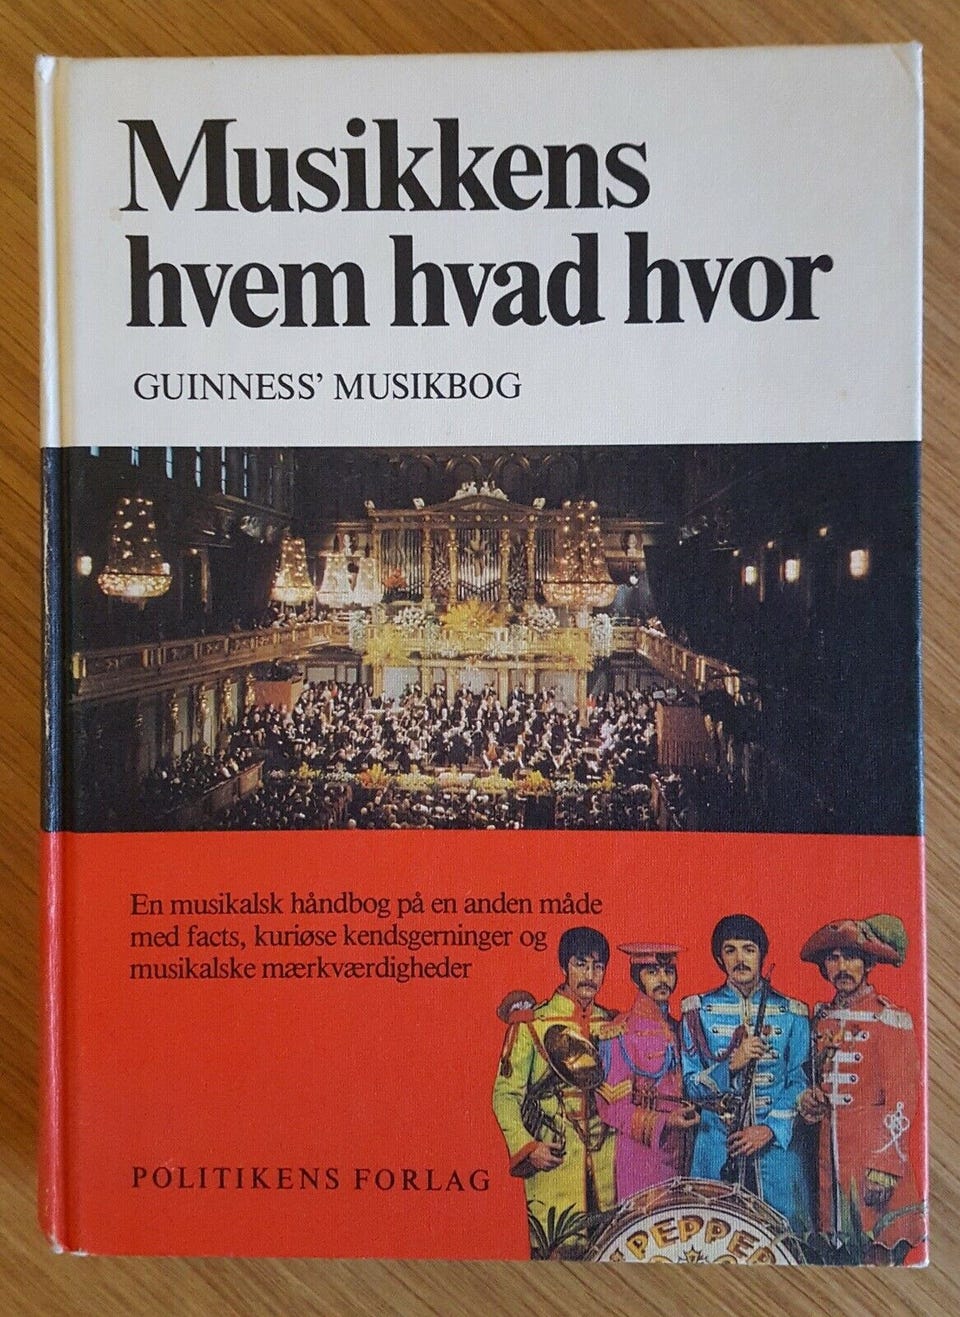 Musikkens
hvem hvad hvor
GUINNESS' MUSIKBOG
En musikalsk håndbog på en anden måde
med facts, kuriøse kendsgerninger og
musikalske mærkværdigheder
POLITIKENS FORLAG
PEPPER